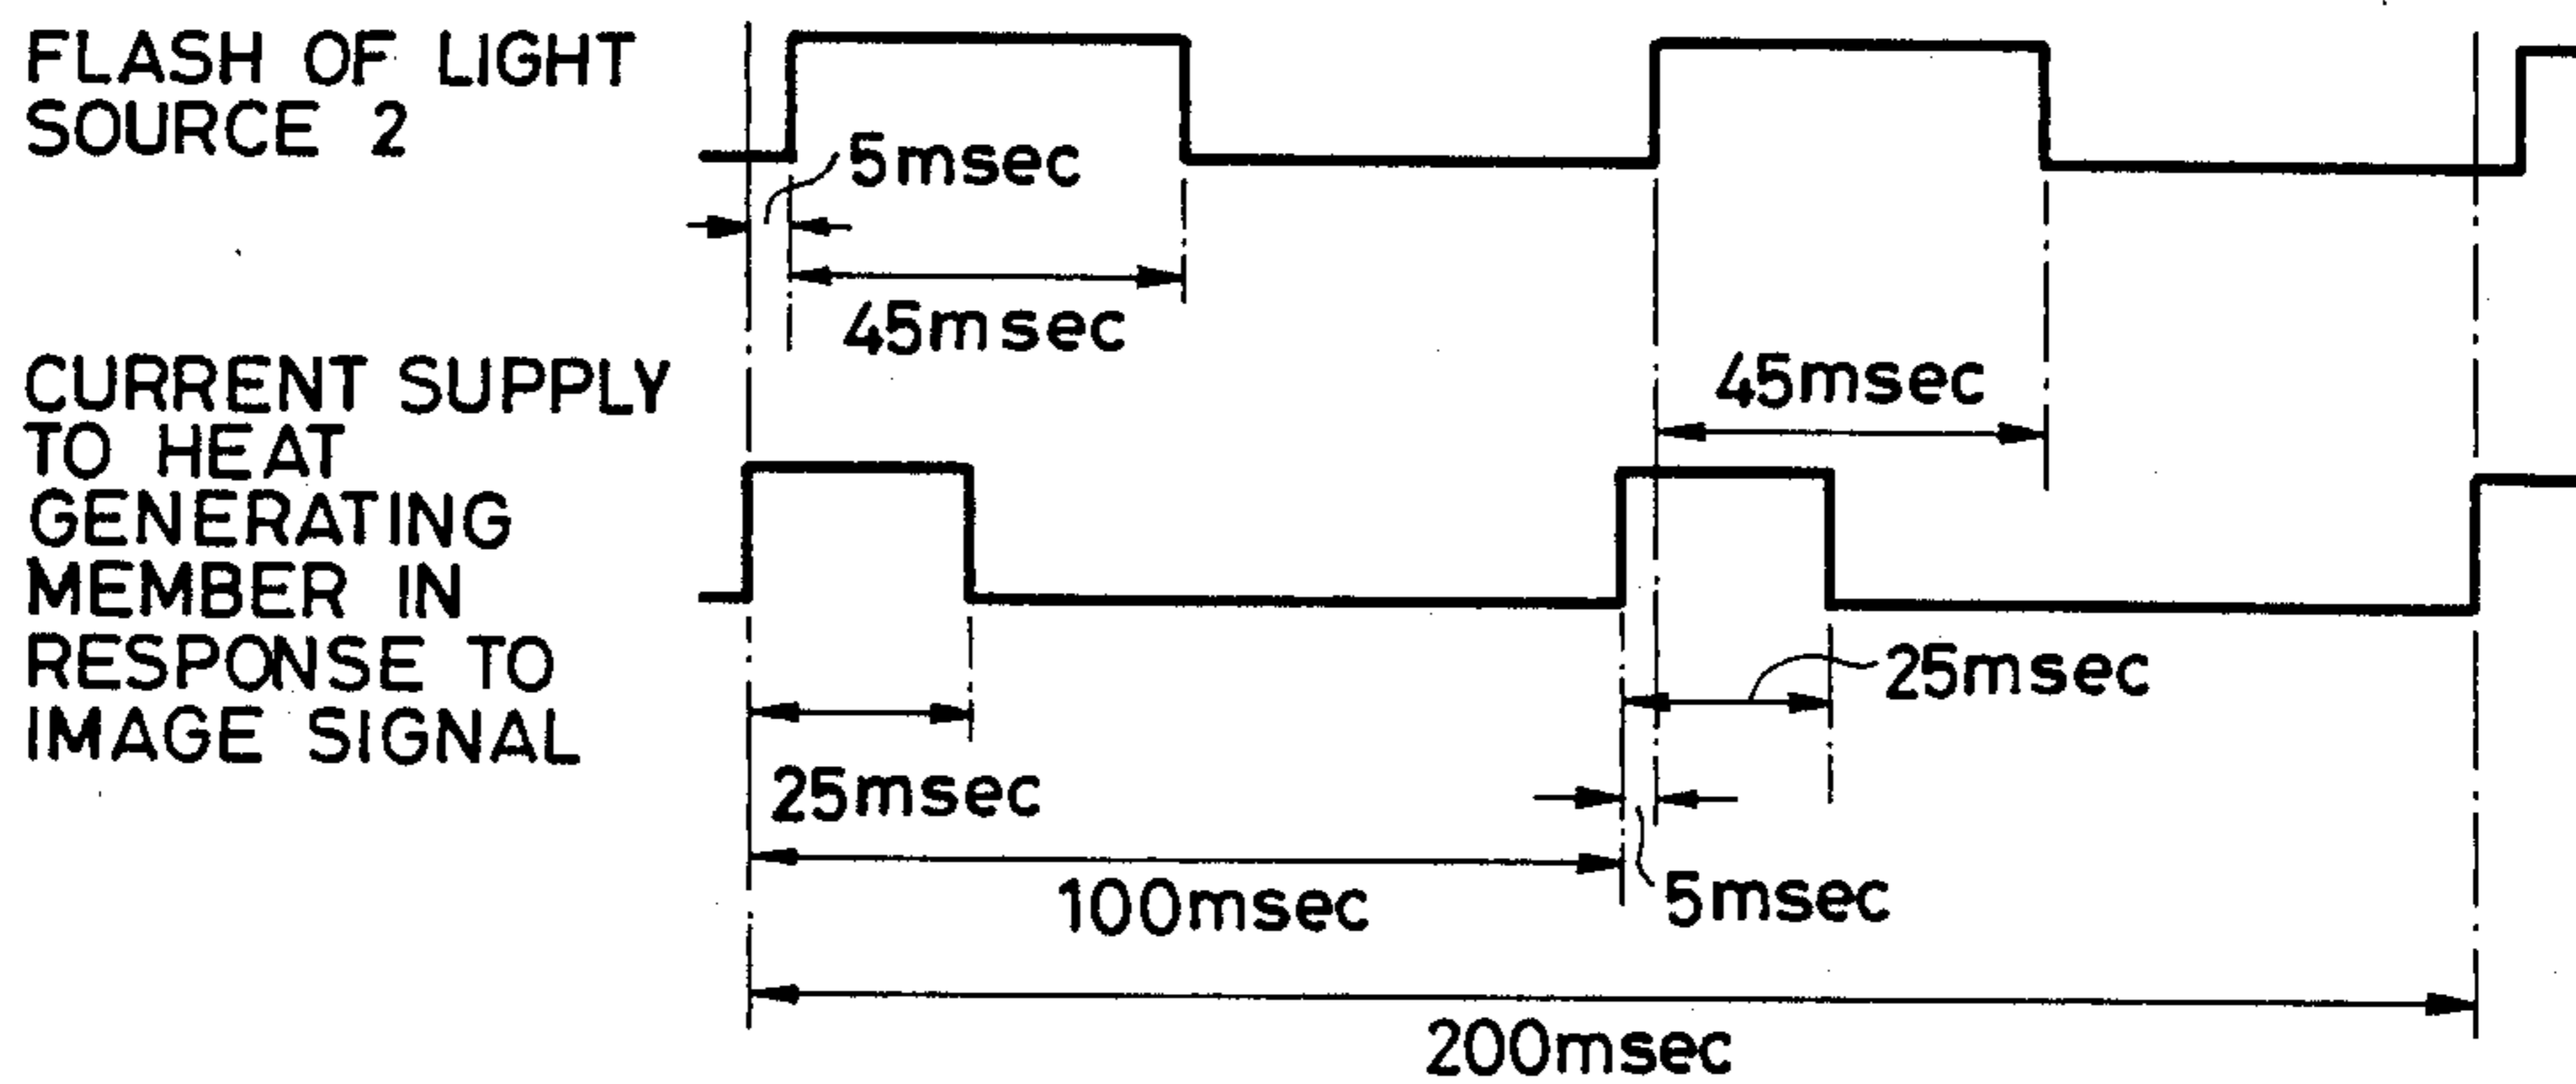 FLASH OF LIGHT
SOURCE 2
5msec
45msec
CURRENT SUPPLY
TO HEAT
GENERATING
MEMBER IN
RESPONSE TO
IMAGE SIGNAL
45msec
25msec
25msec
100msec
5msec
200msec